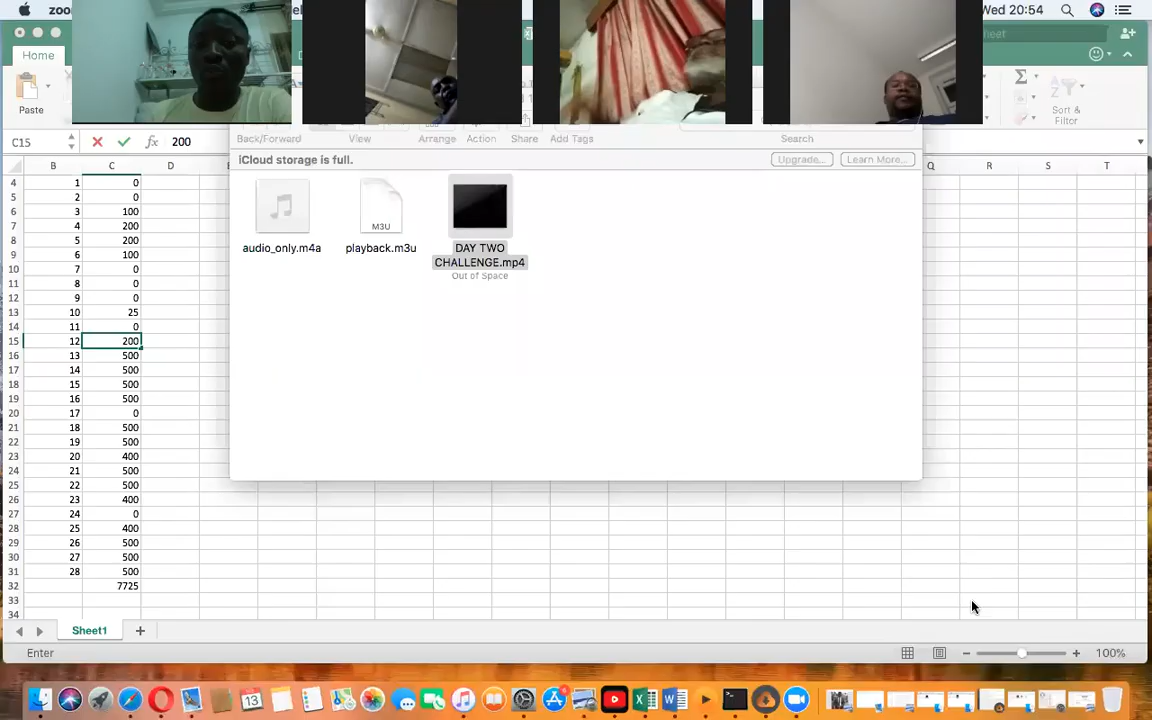 zoo
Wed 20:54
Home
Sheet
Paste
Sort &
Filter
C15
fx
200
Back/Forward View Arrange Action Share Add Tags Search
iCloud storage is full. Upgrade... Learn More...
audio_only.m4a
playback.m3u
M3U
DAY TWO
CHALLENGE.mp4
Out of Space
B C D Q R S T
4 1 0
5 2 0
6 3 100
7 4 200
8 5 200
9 6 100
10 7 0
11 8 0
12 9 0
13 10 25
14 11 0
15 12 200
16 13 500
17 14 500
18 15 500
19 16 500
20 17 0
21 18 500
22 19 500
23 20 400
24 21 500
25 22 500
26 23 400
27 24 0
28 25 400
29 26 500
30 27 500
31 28 500
32 7725
33
34
Sheet1
Enter
100%
13